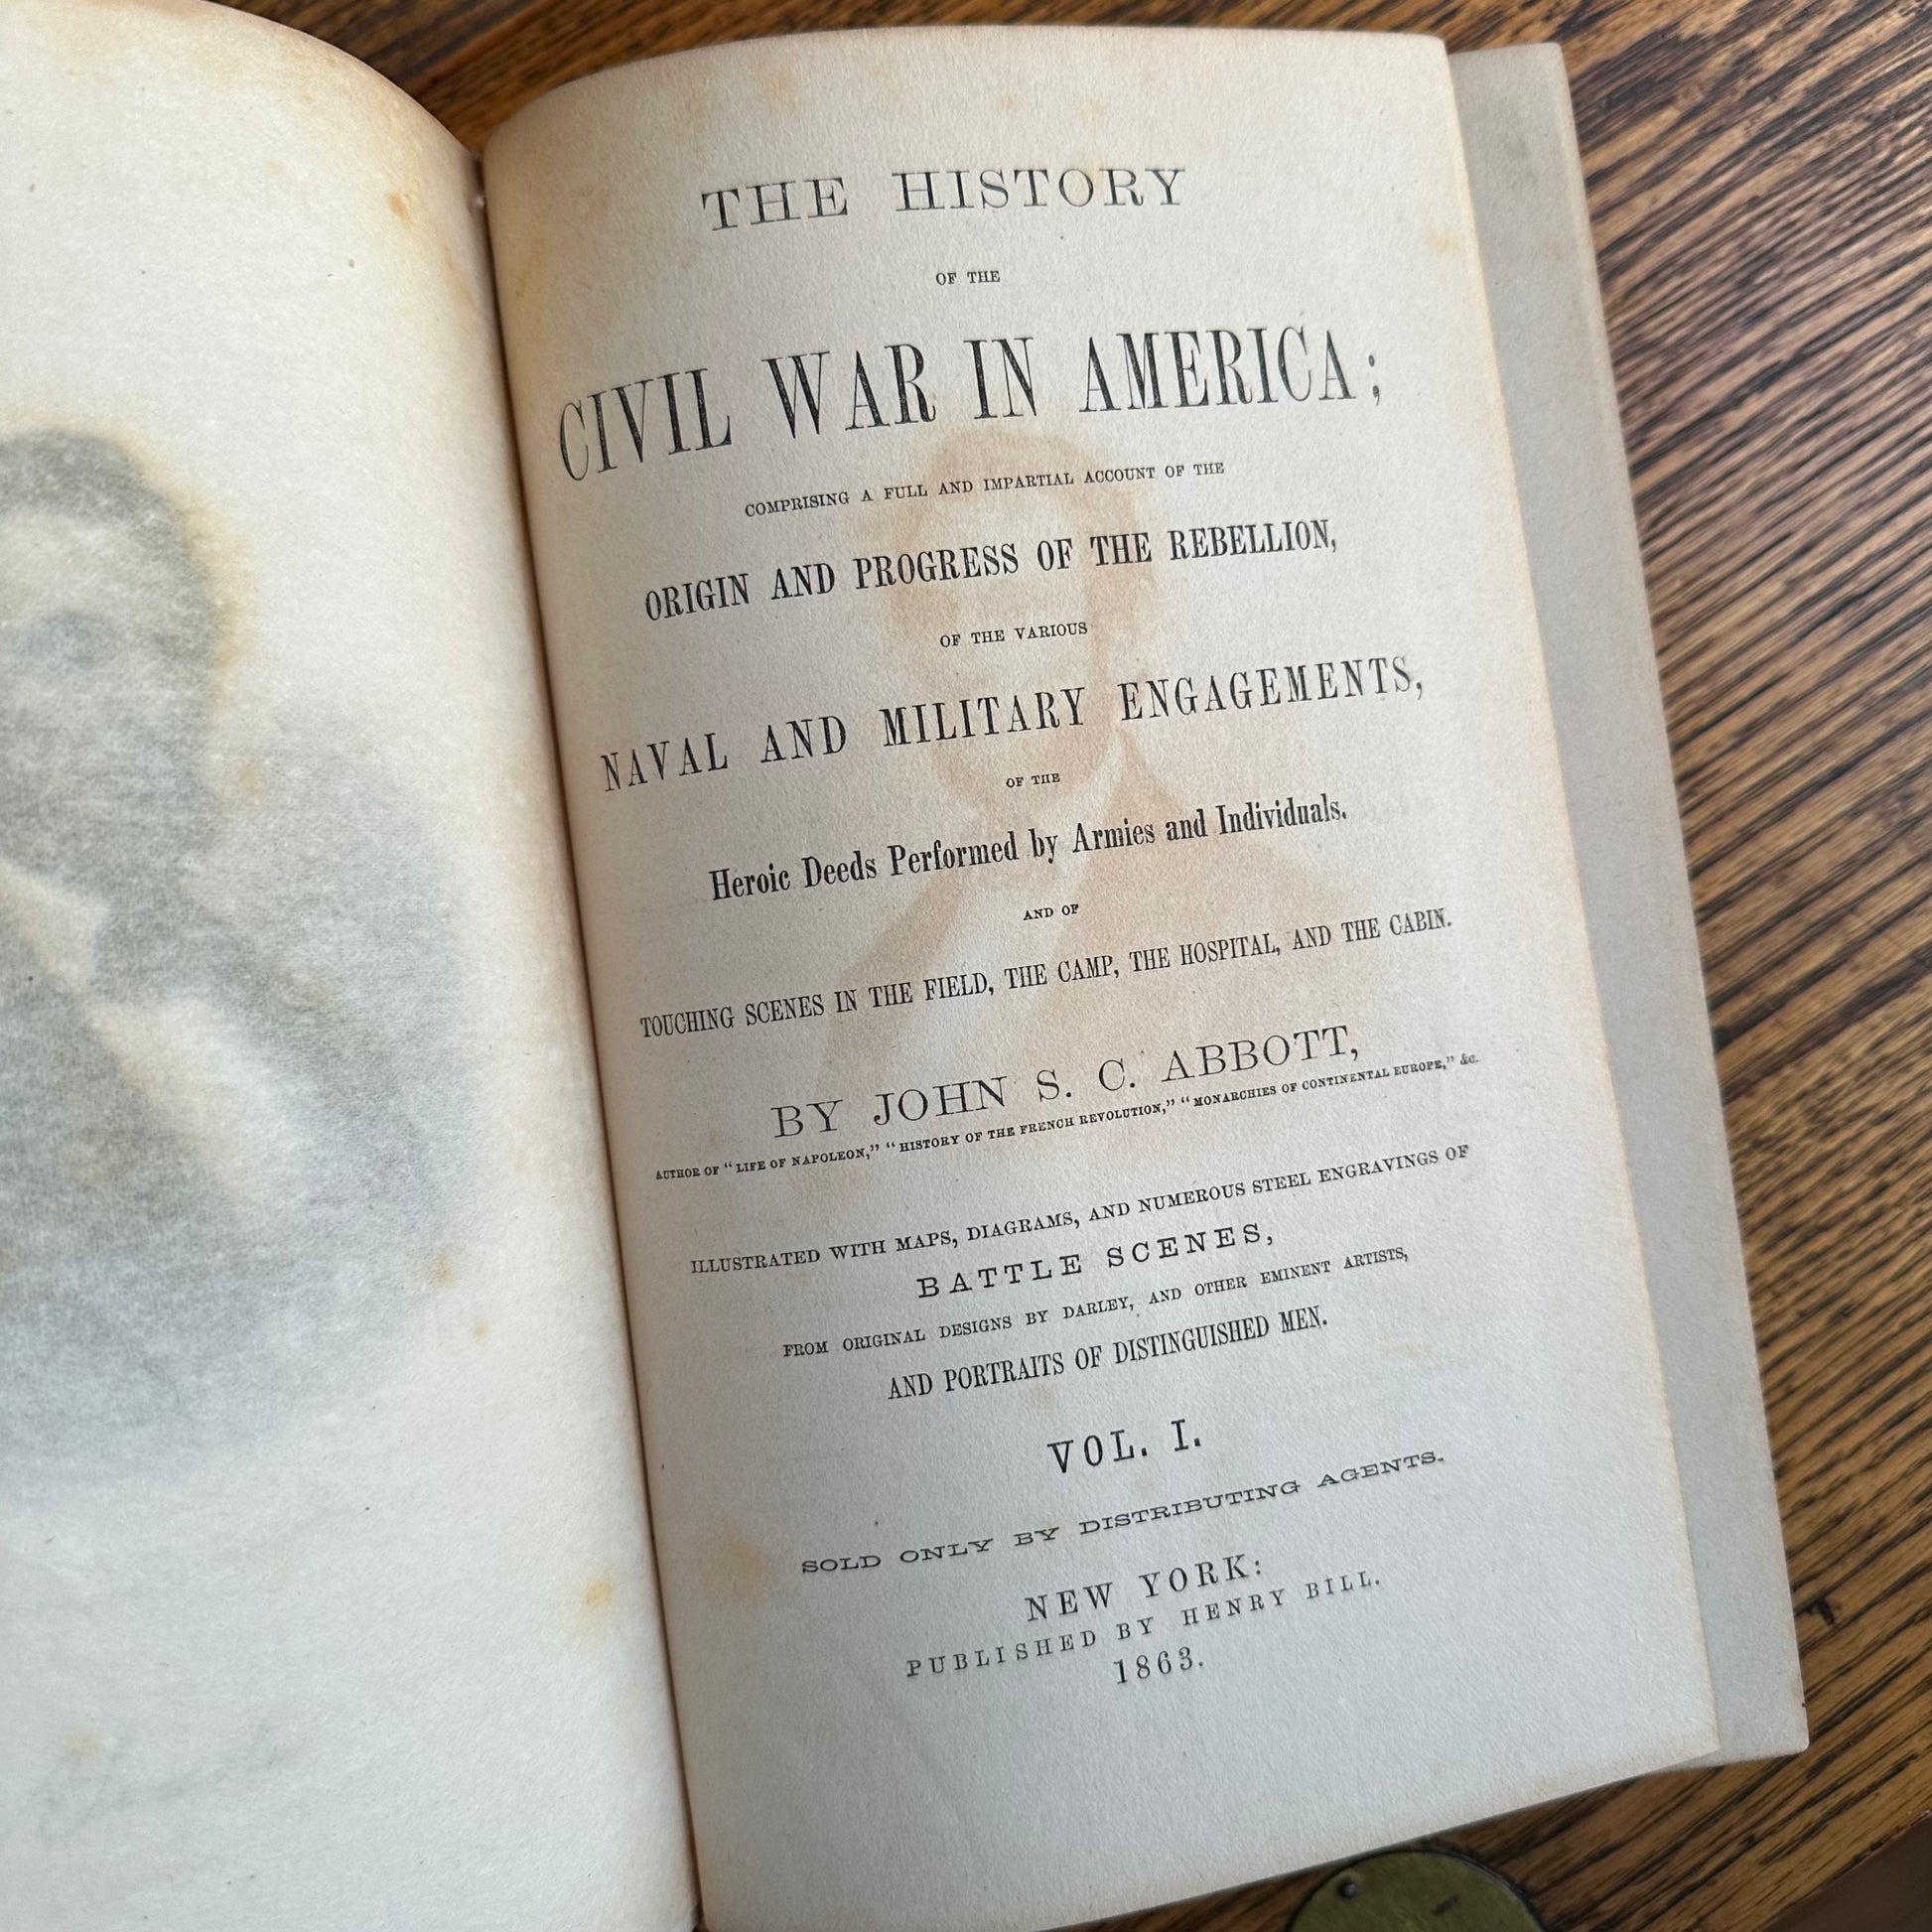 THE HISTORY
OF THE
CIVIL WAR IN AMERICA;
COMPRISING A FULL AND IMPARTIAL ACCOUNT OF THE
ORIGIN AND PROGRESS OF THE REBELLION,
OF THE VARIOUS
NAVAL AND MILITARY ENGAGEMENTS,
OF THE
Heroic Deeds Performed by Armies and Individuals,
AND OF
TOUCHING SCENES IN THE FIELD, THE CAMP, THE HOSPITAL, AND THE CABIN.
BY JOHN S. C. ABBOTT,
AUTHOR OF "LIFE OF NAPOLEON," "HISTORY OF THE FRENCH REVOLUTION," "MONARCHIES OF CONTINENTAL EUROPE," &c.
ILLUSTRATED WITH MAPS, DIAGRAMS, AND NUMEROUS STEEL ENGRAVINGS OF
BATTLE SCENES,
FROM ORIGINAL DESIGNS BY DARLEY, AND OTHER EMINENT ARTISTS,
AND PORTRAITS OF DISTINGUISHED MEN.
VOL. I.
SOLD ONLY BY DISTRIBUTING AGENTS.
NEW YORK:
PUBLISHED BY HENRY BILL.
1863.